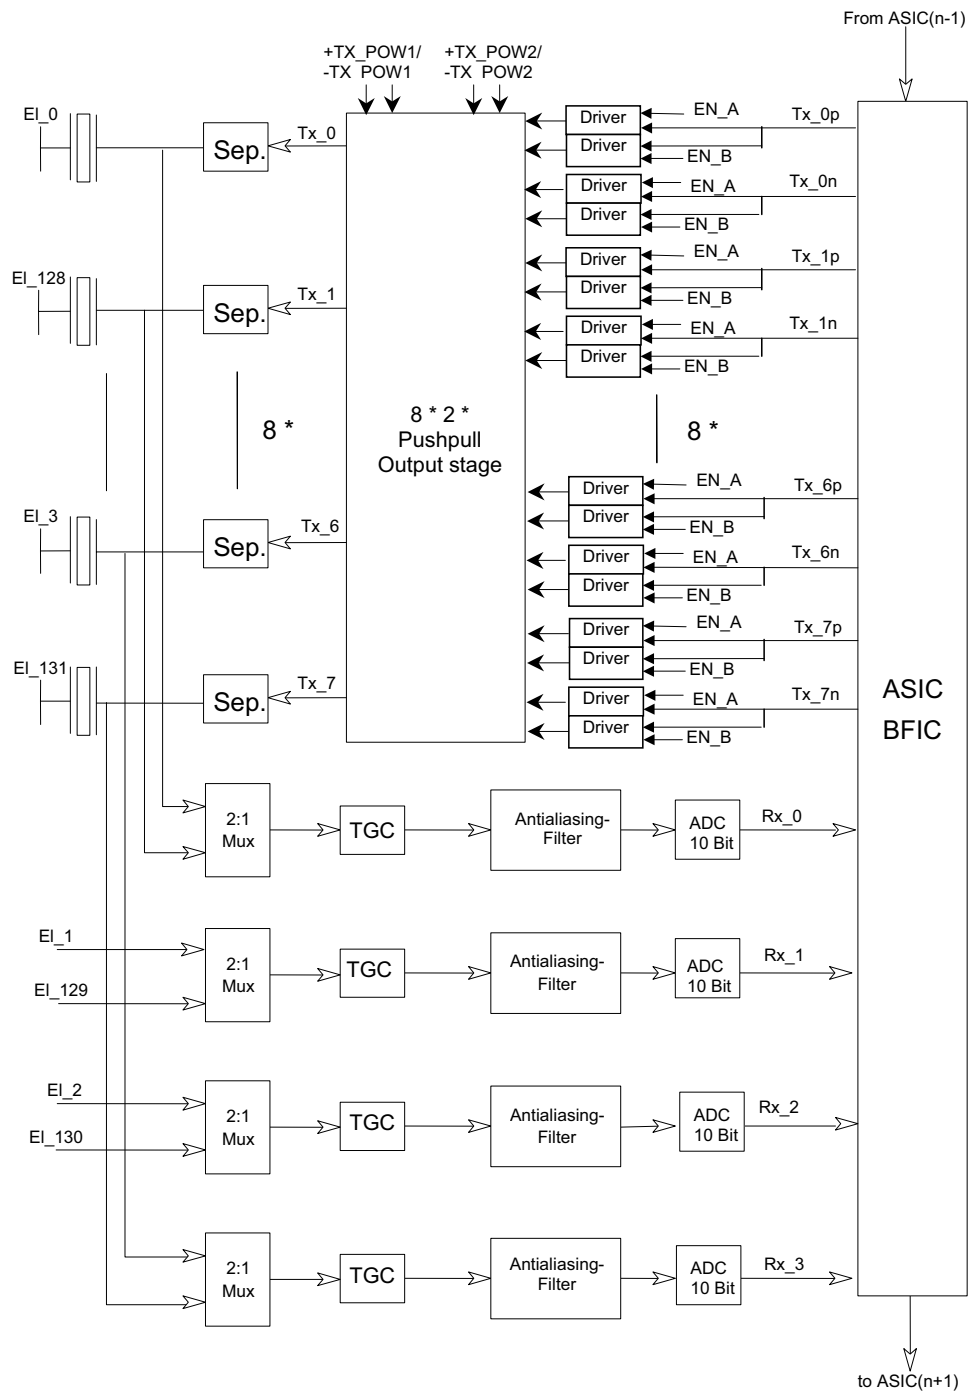 From ASIC(n-1)
+TX_POW1/ +TX_POW2/
-TX POW1 -TX POW2
El_0
Sep.
Tx_0
Driver
EN_A
Tx_0p
Driver
EN_B
Driver
EN_A
Tx_0n
Driver
EN_B
El_128
Sep.
Tx_1
Driver
EN_A
Tx_1p
Driver
EN_B
Driver
EN_A
Tx_1n
Driver
EN_B
8 *
8 * 2 *
Pushpull
Output stage
8 *
El_3
Sep.
Tx_6
Driver
EN_A
Tx_6p
Driver
EN_B
Driver
EN_A
Tx_6n
Driver
EN_B
El_131
Sep.
Tx_7
Driver
EN_A
Tx_7p
Driver
EN_B
Driver
EN_A
Tx_7n
Driver
EN_B
ASIC
BFIC
2:1
Mux
TGC
Antialiasing-
Filter
ADC
10 Bit
Rx_0
El_1
El_129
2:1
Mux
TGC
Antialiasing-
Filter
ADC
10 Bit
Rx_1
El_2
El_130
2:1
Mux
TGC
Antialiasing-
Filter
ADC
10 Bit
Rx_2
2:1
Mux
TGC
Antialiasing-
Filter
ADC
10 Bit
Rx_3
to ASIC(n+1)